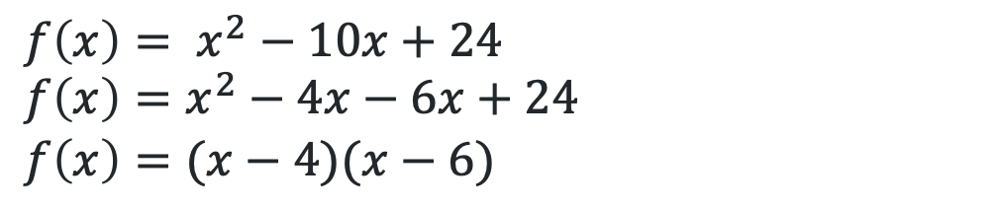 f(x) = x² − 10x + 24
f(x) = x² − 4x − 6x + 24
f(x) = (x − 4)(x − 6)